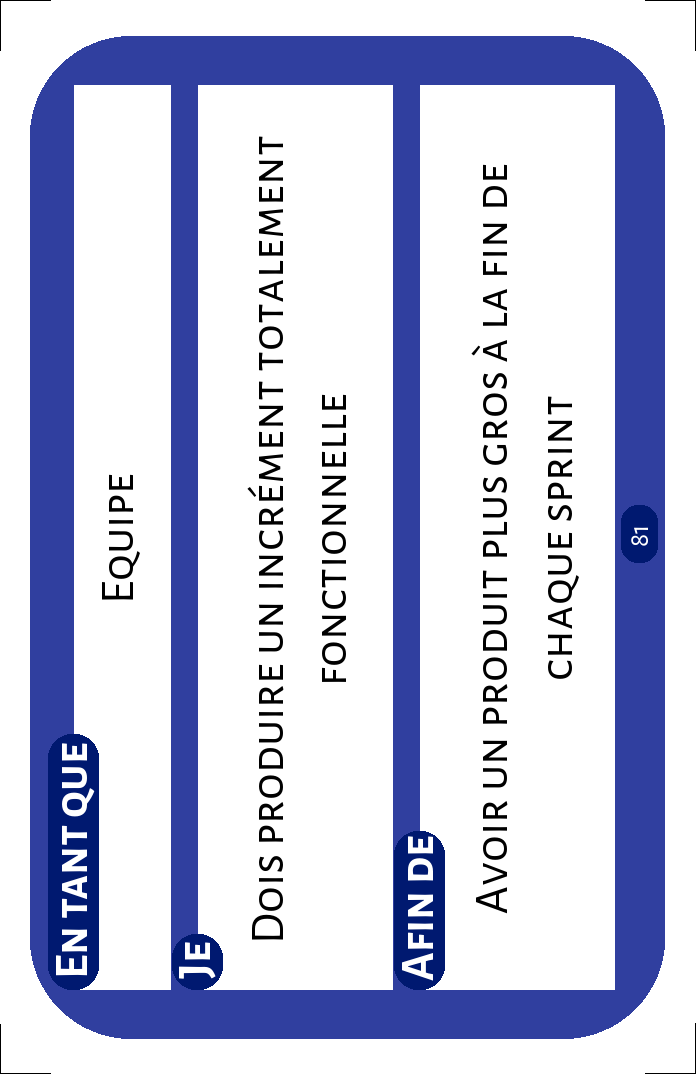 En tant que
Equipe
Je
Dois produire un incrément totalement
fonctionnelle
Afin de
Avoir un produit plus gros à la fin de
chaque sprint
81